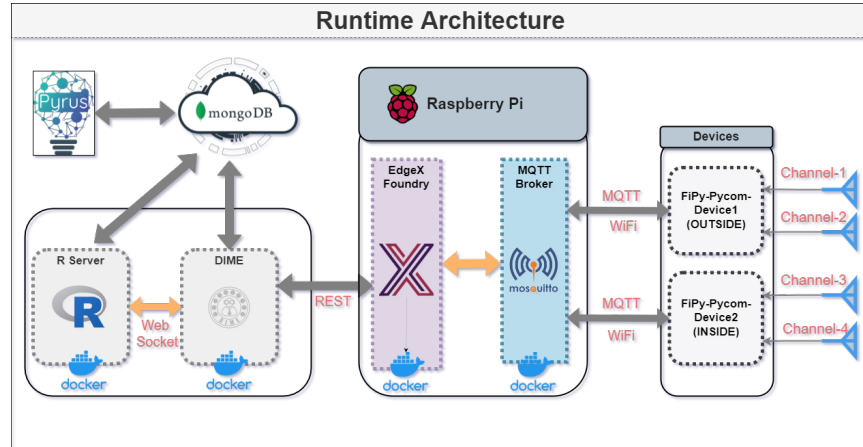 Runtime Architecture
Pyrus
mongoDB
Raspberry Pi
Devices
EdgeX
Foundry
MQTT
Broker
mosquitto
R Server
R
Web
Socket
DIME
REST
MQTT
WiFi
MQTT
WiFi
FiPy-Pycom-
Device1
(OUTSIDE)
FiPy-Pycom-
Device2
(INSIDE)
Channel-1
Channel-2
Channel-3
Channel-4
docker
docker
docker
docker